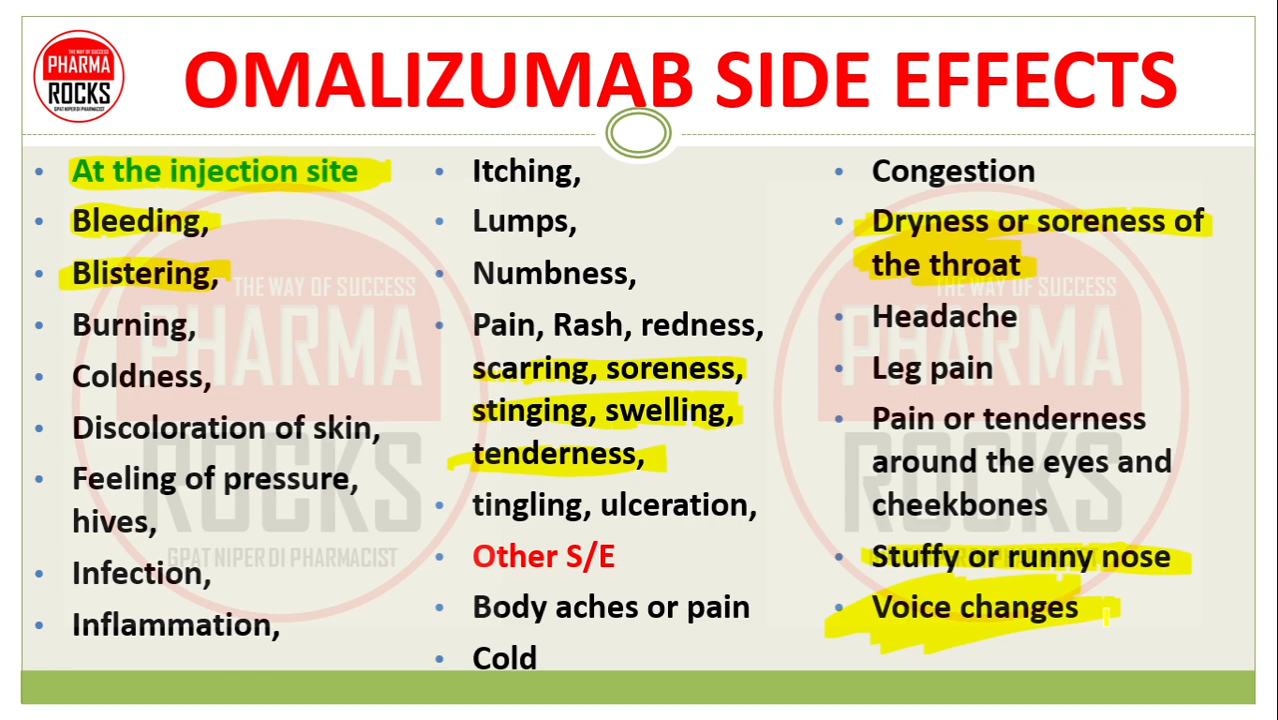 THE WAY OF SUCCESS
PHARMA
ROCKS
GPAT NIPER DI PHARMACIST
OMALIZUMAB SIDE EFFECTS
• At the injection site
• Bleeding,
• Blistering,
• Burning,
• Coldness,
• Discoloration of skin,
• Feeling of pressure,
hives,
• Infection,
• Inflammation,
• Itching,
• Lumps,
• Numbness,
• Pain, Rash, redness,
scarring, soreness,
stinging, swelling,
tenderness,
• tingling, ulceration,
• Other S/E
• Body aches or pain
• Cold
• Congestion
• Dryness or soreness of
the throat
• Headache
• Leg pain
• Pain or tenderness
around the eyes and
cheekbones
• Stuffy or runny nose
• Voice changes
THE WAY OF SUCCESS
PHARMA
ROCKS
GPAT NIPER DI PHARMACIST
THE WAY OF SUCCESS
PHARMA
ROCKS
GPAT NIPER DI PHARMACIST